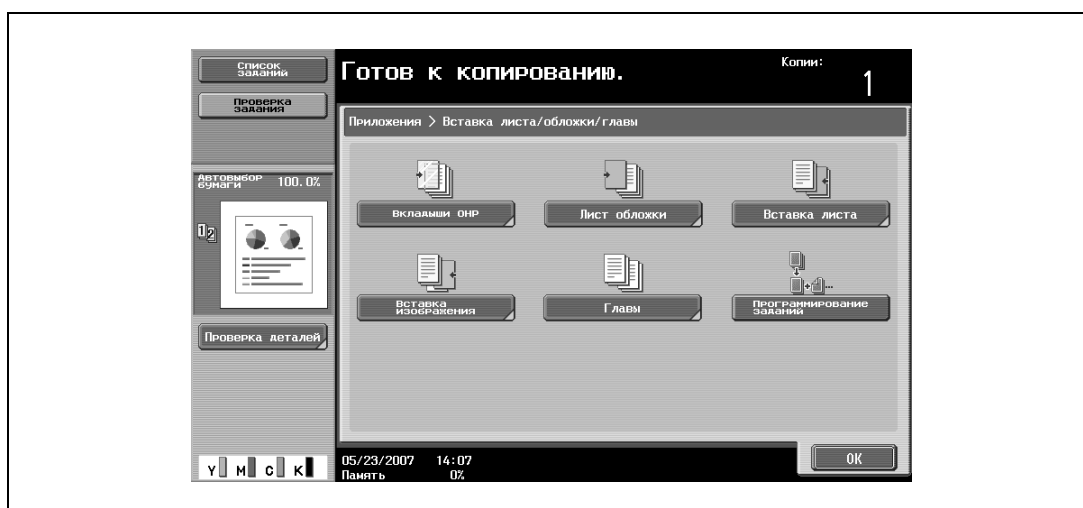 Список
заданий
Готов к копированию.
Копии:
1
Проверка
задания
Приложения > Вставка листа/обложки/главы
Автовыбор
бумаги 100.0%
Вкладыши OHP
Лист обложки
Вставка листа
12
Вставка
изображения
Главы
Программирование
заданий
Проверка деталей
Y M C K
05/23/2007 14:07
Память 0%
OK